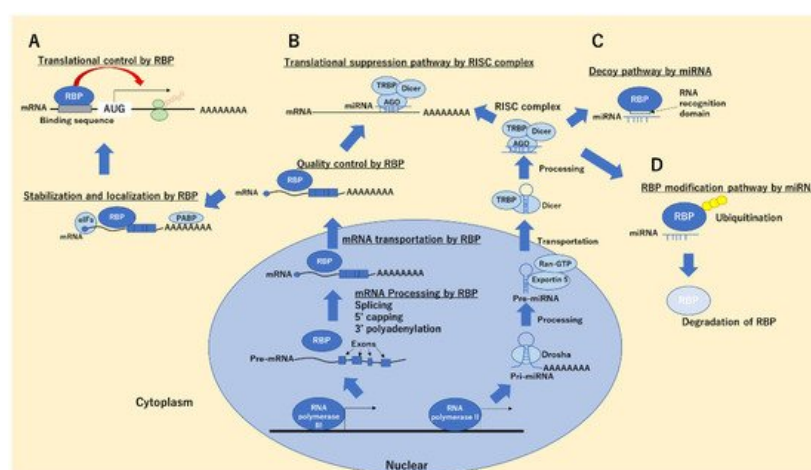 A
Translational control by RBP
RBP
mRNA
AUG
AAAAAAAA
Binding sequence
B
Translational suppression pathway by RISC complex
TRBP
Dicer
miRNA
AGO
mRNA
AAAAAAAA
RISC complex
TRBP
Dicer
AGO
C
Decoy pathway by miRNA
RBP
miRNA
RNA
recognition
domain
D
RBP modification pathway by miRN
RBP
Ubiquitination
miRNA
RBP
Degradation of RBP
Stabilization and localization by RBP
eIFs
RBP
PABP
mRNA
AAAAAAAA
Quality control by RBP
RBP
mRNA
AAAAAAAA
Processing
TRBP
Dicer
Transportation
mRNA transportation by RBP
RBP
mRNA
AAAAAAAA
Ran-GTP
Exportin 5
Pre-miRNA
mRNA Processing by RBP
Splicing
5' capping
3' polyadenylation
Processing
RBP
Exons
Pre-mRNA
Drosha
AAAAAAAA
Pri-miRNA
Cytoplasm
RNA
polymerase
RNA
polymerase II
Nuclear